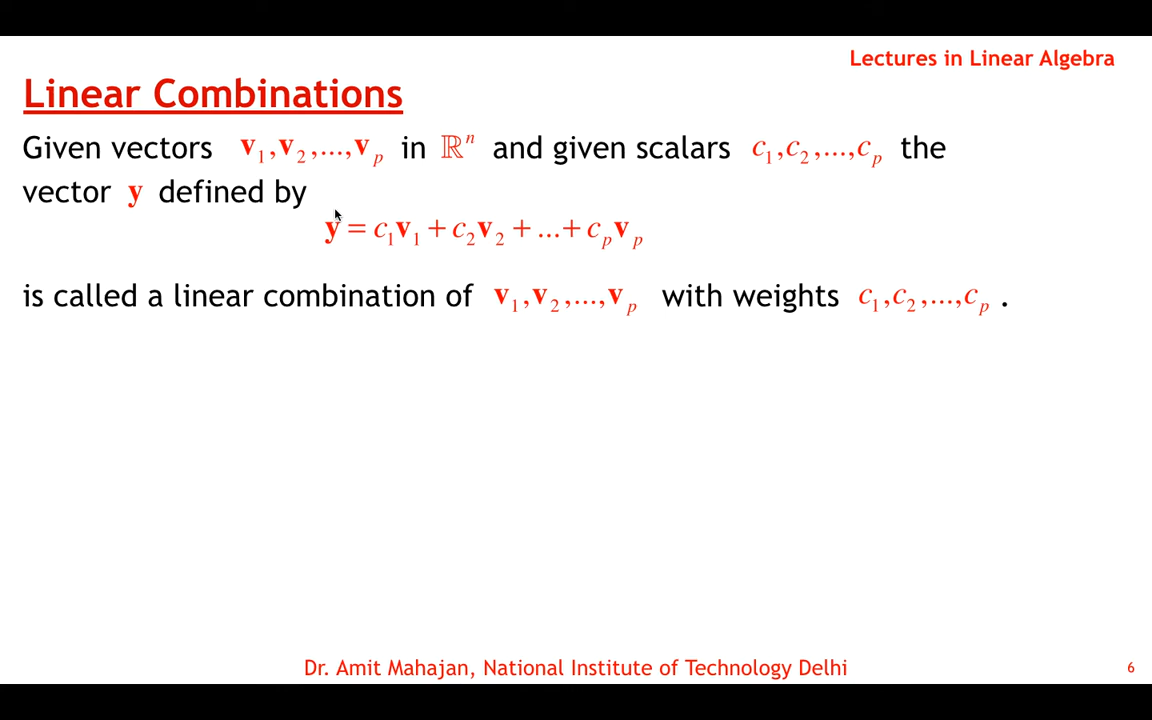 Lectures in Linear Algebra
Linear Combinations
Given vectors v₁,v₂,...,vₚ in ℝⁿ and given scalars c₁,c₂,...,cₚ the
vector y defined by
y = c₁v₁ + c₂v₂ + ... + cₚvₚ
is called a linear combination of v₁,v₂,...,vₚ with weights c₁,c₂,...,cₚ .
Dr. Amit Mahajan, National Institute of Technology Delhi
6